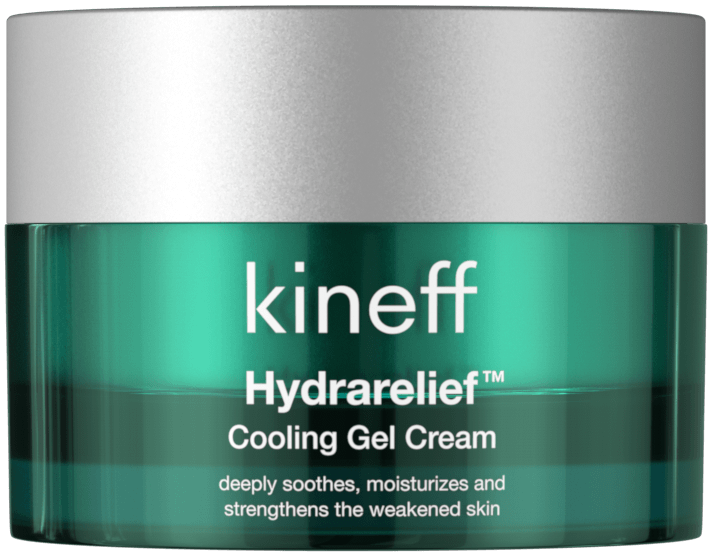 kineff
Hydrarelief™
Cooling Gel Cream
deeply soothes, moisturizes and
strengthens the weakened skin